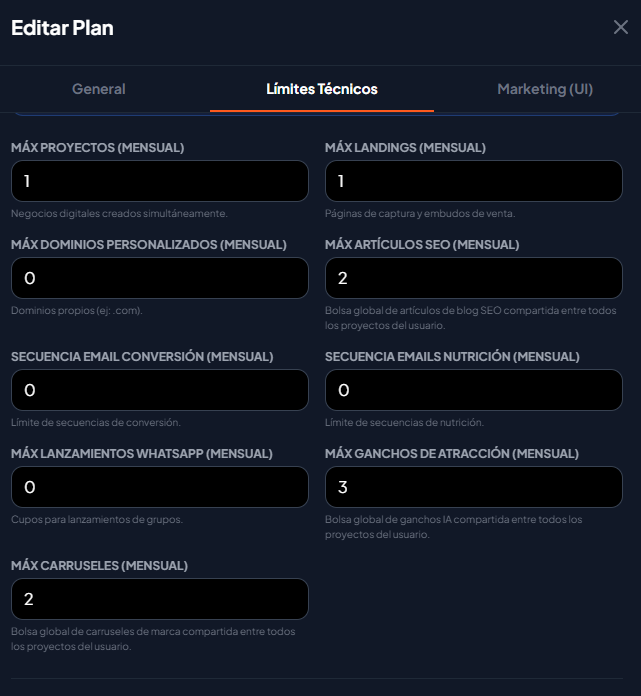 Editar Plan
General
Límites Técnicos
Marketing (UI)
MÁX PROYECTOS (MENSUAL)
1
Negocios digitales creados simultáneamente.
MÁX LANDINGS (MENSUAL)
1
Páginas de captura y embudos de venta.
MÁX DOMINIOS PERSONALIZADOS (MENSUAL)
0
Dominios propios (ej: .com).
MÁX ARTÍCULOS SEO (MENSUAL)
2
Bolsa global de artículos de blog SEO compartida entre todos
los proyectos del usuario.
SECUENCIA EMAIL CONVERSIÓN (MENSUAL)
0
Límite de secuencias de conversión.
SECUENCIA EMAILS NUTRICIÓN (MENSUAL)
0
Límite de secuencias de nutrición.
MÁX LANZAMIENTOS WHATSAPP (MENSUAL)
0
Cupos para lanzamientos de grupos.
MÁX GANCHOS DE ATRACCIÓN (MENSUAL)
3
Bolsa global de ganchos IA compartida entre todos los
proyectos del usuario.
MÁX CARRUSELES (MENSUAL)
2
Bolsa global de carruseles de marca compartida entre todos
los proyectos del usuario.